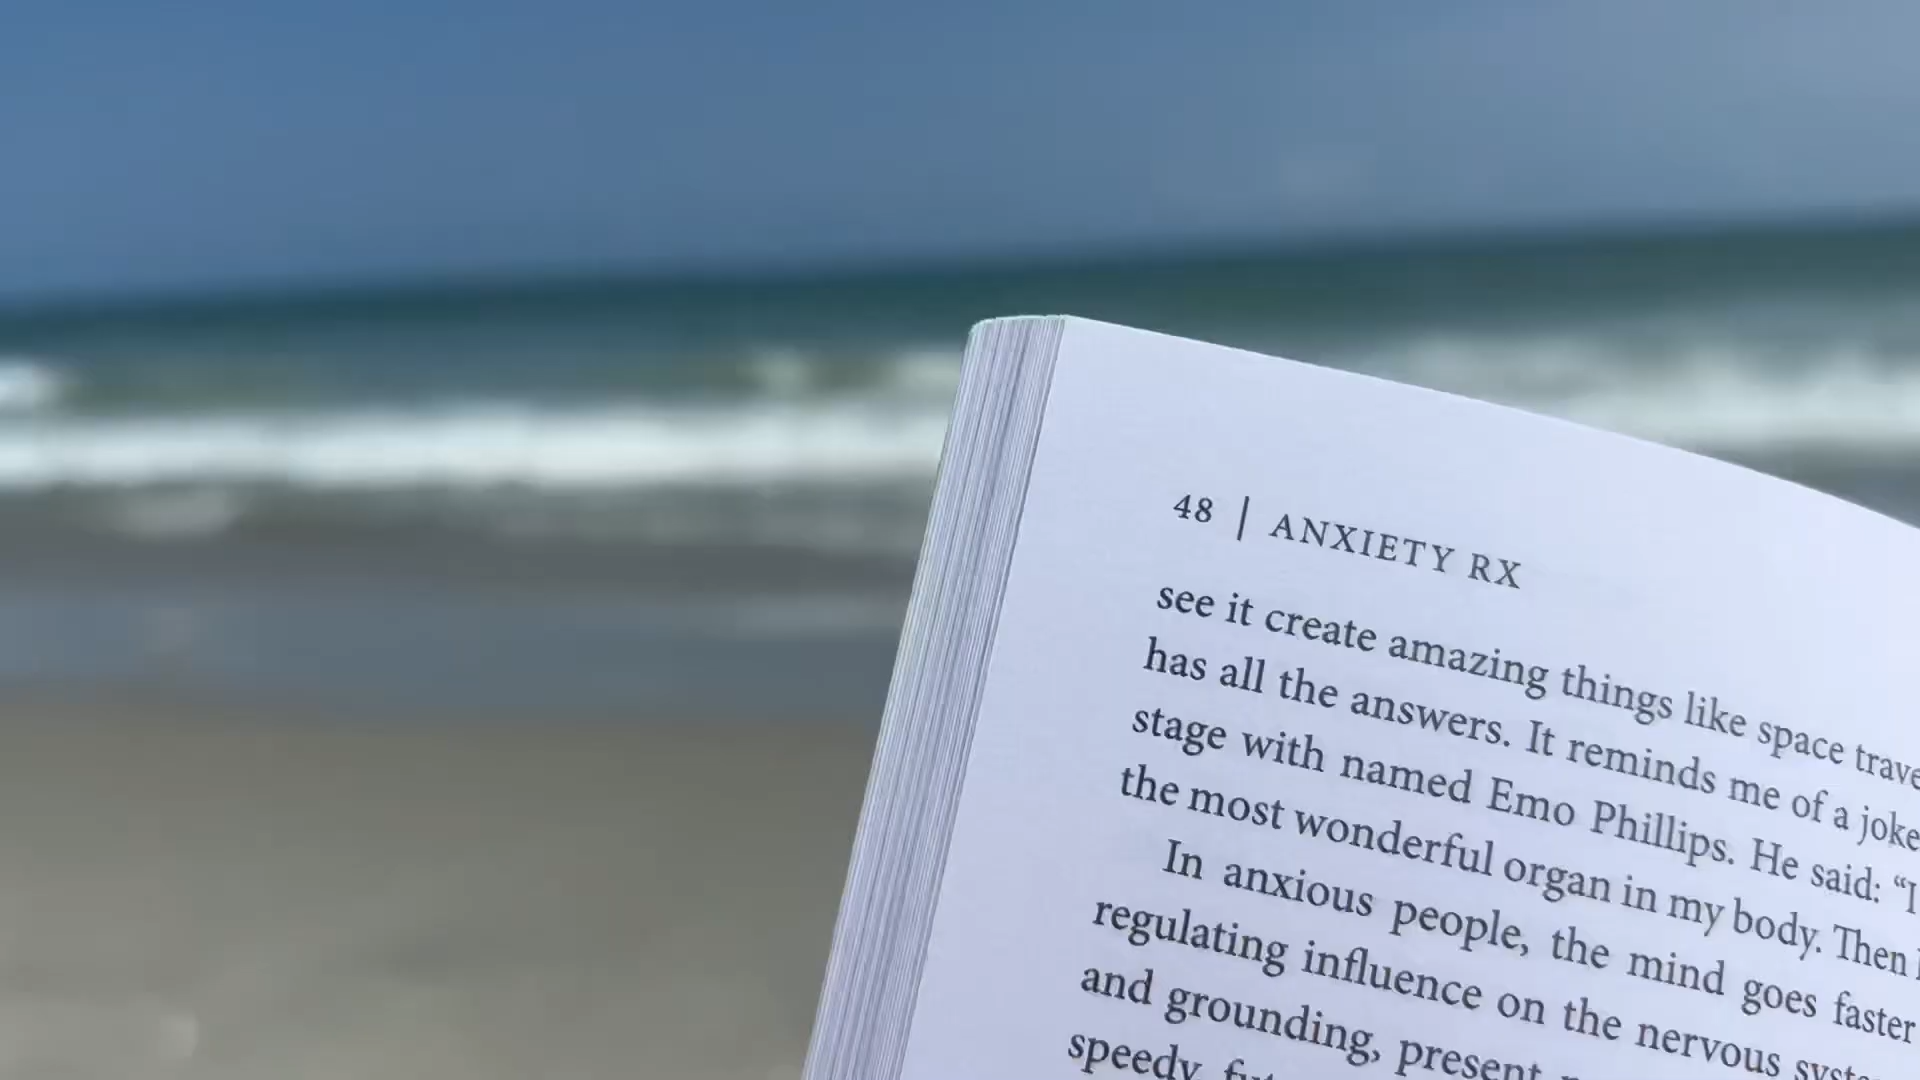 48 | ANXIETY RX
see it create amazing things like space
has all the answers. It reminds me of a joke
stage with named Emo Phillips. He said: “I
the most wonderful organ in my body. Then
In anxious people, the mind goes faster
regulating influence on the nervous
and grounding, present
speedy,